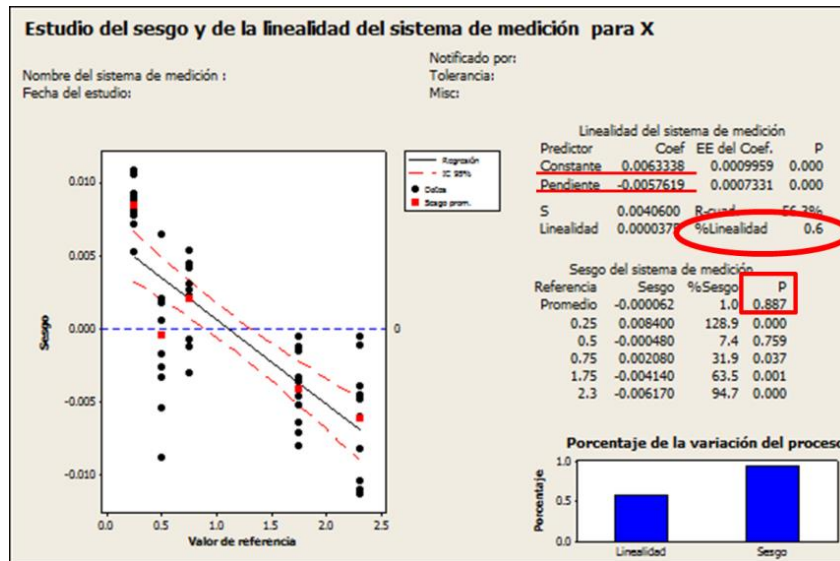 Estudio del sesgo y de la linealidad del sistema de medición para X
Nombre del sistema de medición :
Fecha del estudio:
Notificado por:
Tolerancia:
Misc:
0.010
0.005
0.000
-0.005
-0.010
Sesgo
0
0.0 0.5 1.0 1.5 2.0 2.5
Valor de referencia
Regresión
IC 95%
Datos
Sesgo prom.
Linealidad del sistema de medición
Predictor Coef EE del Coef. P
Constante 0.0063338 0.0009959 0.000
Pendiente -0.0057619 0.0007331 0.000
S 0.0040600 R-cuad. 56.3%
Linealidad 0.0000375 %Linealidad 0.6
Sesgo del sistema de medición
Referencia Sesgo %Sesgo P
Promedio -0.000062 1.0 0.887
0.25 0.008400 128.9 0.000
0.5 -0.000480 7.4 0.759
0.75 0.002080 31.9 0.037
1.75 -0.004140 63.5 0.001
2.3 -0.006170 94.7 0.000
Porcentaje de la variación del proceso
1.0
0.5
0.0
Porcentaje
Linealidad Sesgo